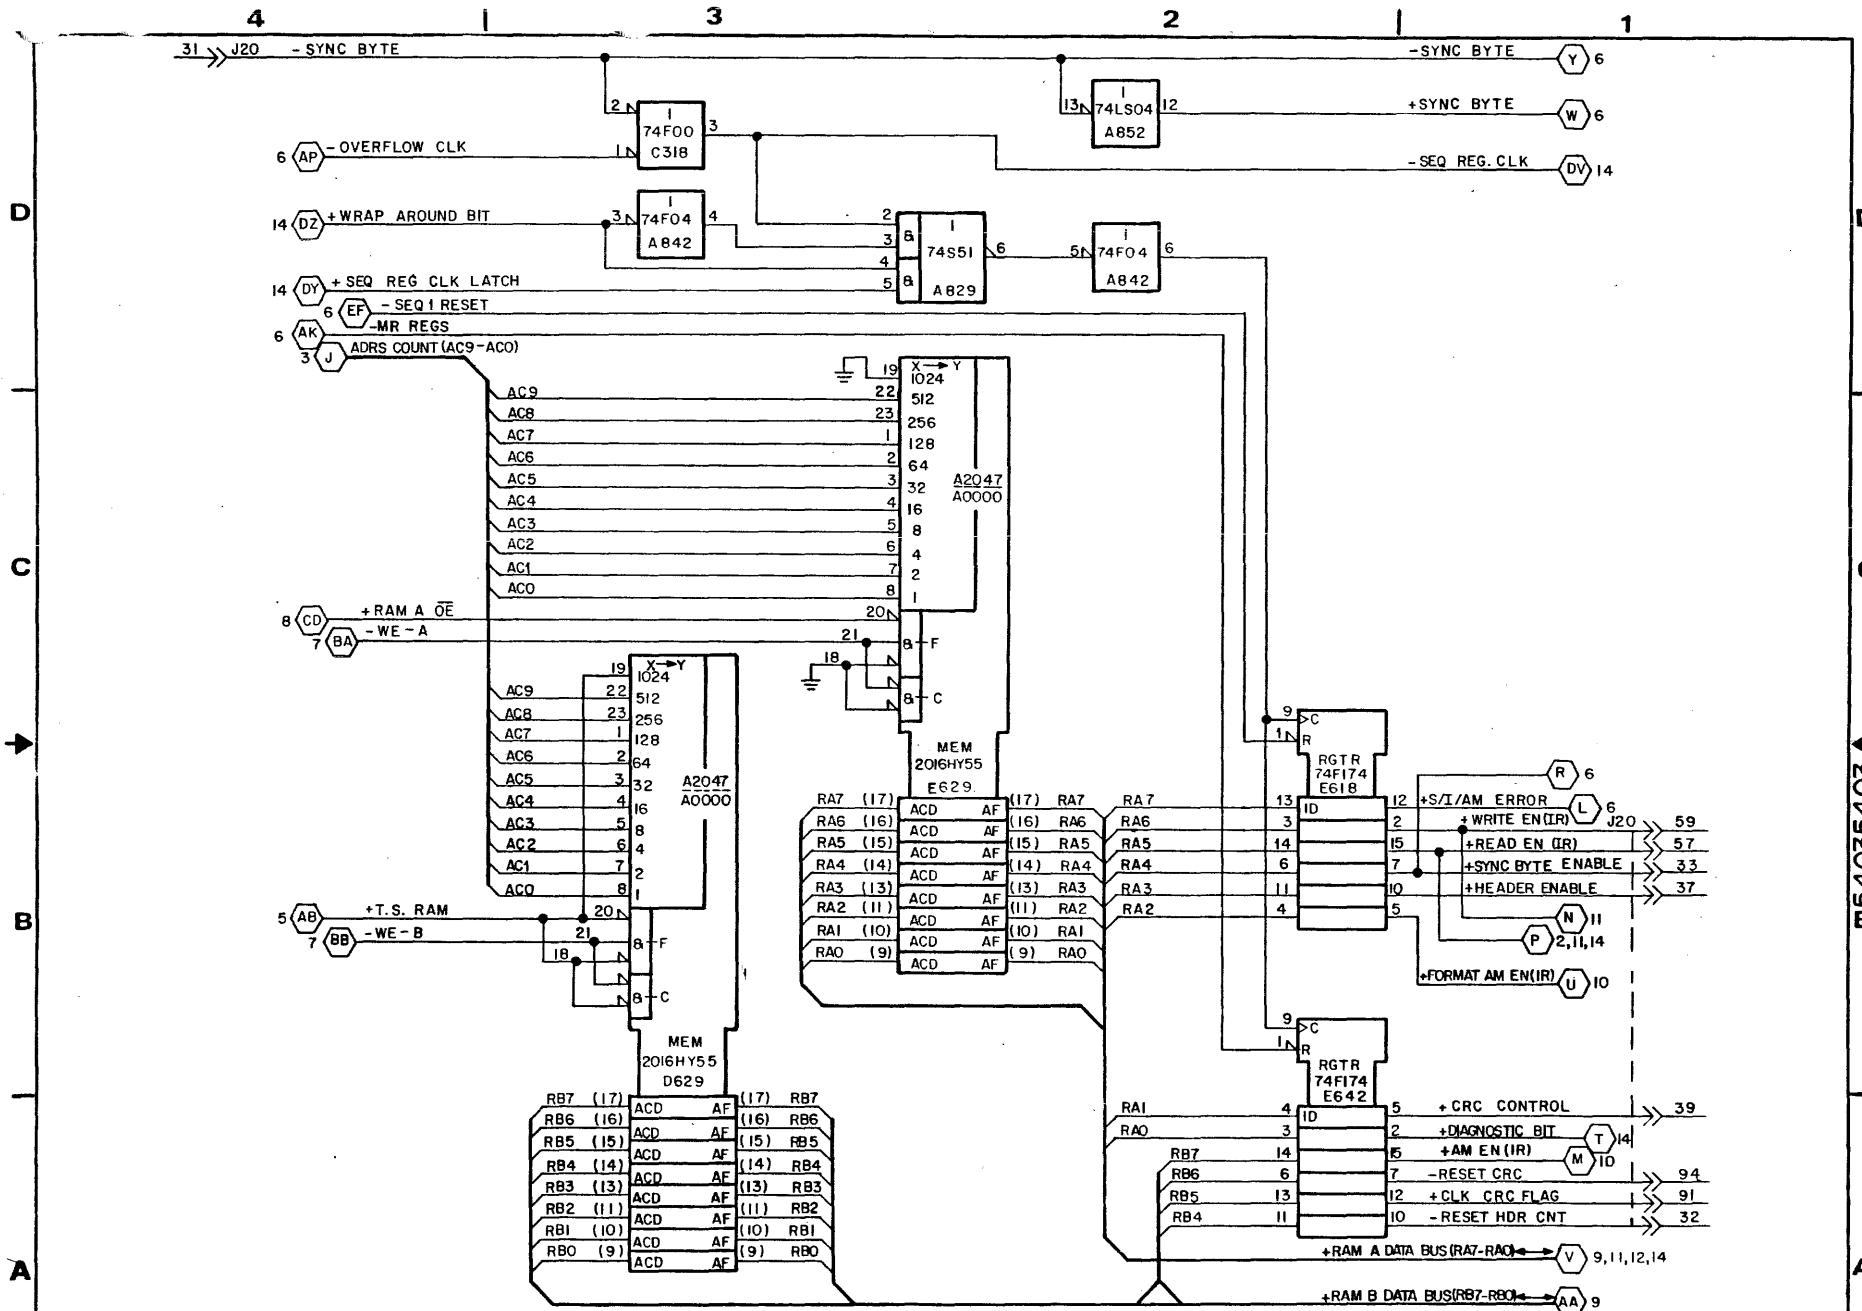 4 3 2 1
31 J20 -SYNC BYTE -SYNC BYTE Y 6
2 1 74F00 C318 3
13 1 74LS04 A852 12 +SYNC BYTE W 6
6 AP -OVERFLOW CLK 1
-SEQ REG. CLK DV 14
D
14 DZ +WRAP AROUND BIT 3 1 74F04 A842 4
2 3 4 5 & & 1 74S51 A829 6
5 1 74F04 A842 6
14 DY +SEQ REG CLK LATCH
6 EF -SEQ 1 RESET
6 AK -MR REGS
3 J ADRS COUNT (AC9-AC0)
19 X→Y 1024
AC9 22 512
AC8 23 256
AC7 1 128
AC6 2 64
AC5 3 32
AC4 4 16
AC3 5 8
AC2 6 4
AC1 7 2
AC0 8 1
A2047
A0000
C
8 CD +RAM A OE 20
7 BA -WE-A 21 & F
18 & C
MEM
2016HY55
E629
19 X→Y 1024
AC9 22 512
AC8 23 256
AC7 1 128
AC6 2 64
AC5 3 32
AC4 4 16
AC3 5 8
AC2 6 4
AC1 7 2
AC0 8 1
A2047
A0000
B
5 AB +T.S. RAM 20
7 BB -WE-B 21 & F
18 & C
MEM
2016HY55
D629
RA7 (17) ACD AF (17) RA7
RA6 (16) ACD AF (16) RA6
RA5 (15) ACD AF (15) RA5
RA4 (14) ACD AF (14) RA4
RA3 (13) ACD AF (13) RA3
RA2 (11) ACD AF (11) RA2
RA1 (10) ACD AF (10) RA1
RA0 (9) ACD AF (9) RA0
9 C
1 R
RGTR
74F174
E618
R 6
RA7 13 1D 12 +S/I/AM ERROR L 6
RA6 3 2 +WRITE EN(IR) J20 59
RA5 14 15 +READ EN (IR) 57
RA4 6 7 +SYNC BYTE ENABLE 33
RA3 11 10 +HEADER ENABLE 37
RA2 4 5
N 11
P 2,11,14
+FORMAT AM EN(IR) U 10
9 C
1 R
RGTR
74F174
E642
RA1 4 1D 5 +CRC CONTROL 39
RA0 3 2 +DIAGNOSTIC BIT T 14
RB7 14 15 +AM EN(IR) M 10
RB6 6 7 -RESET CRC 94
RB5 13 12 +CLK CRC FLAG 91
RB4 11 10 -RESET HDR CNT 32
RB7 (17) ACD AF (17) RB7
RB6 (16) ACD AF (16) RB6
RB5 (15) ACD AF (15) RB5
RB4 (14) ACD AF (14) RB4
RB3 (13) ACD AF (13) RB3
RB2 (11) ACD AF (11) RB2
RB1 (10) ACD AF (10) RB1
RB0 (9) ACD AF (9) RB0
A
+RAM A DATA BUS(RA7-RA0) V 9,11,12,14
+RAM B DATA BUS(RB7-RB0) AA 9